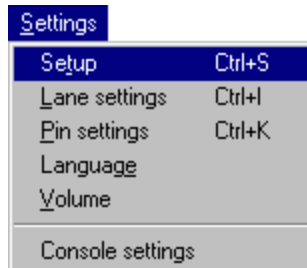 Settings
Setup Ctrl+S
Lane settings Ctrl+I
Pin settings Ctrl+K
Language
Volume
Console settings